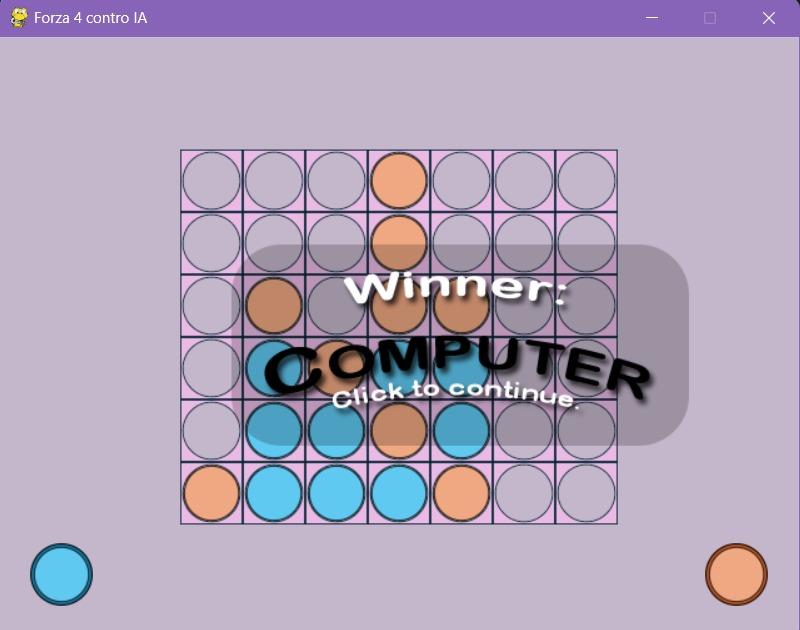 Forza 4 contro IA
Winner:
COMPUTER
Click to continue.